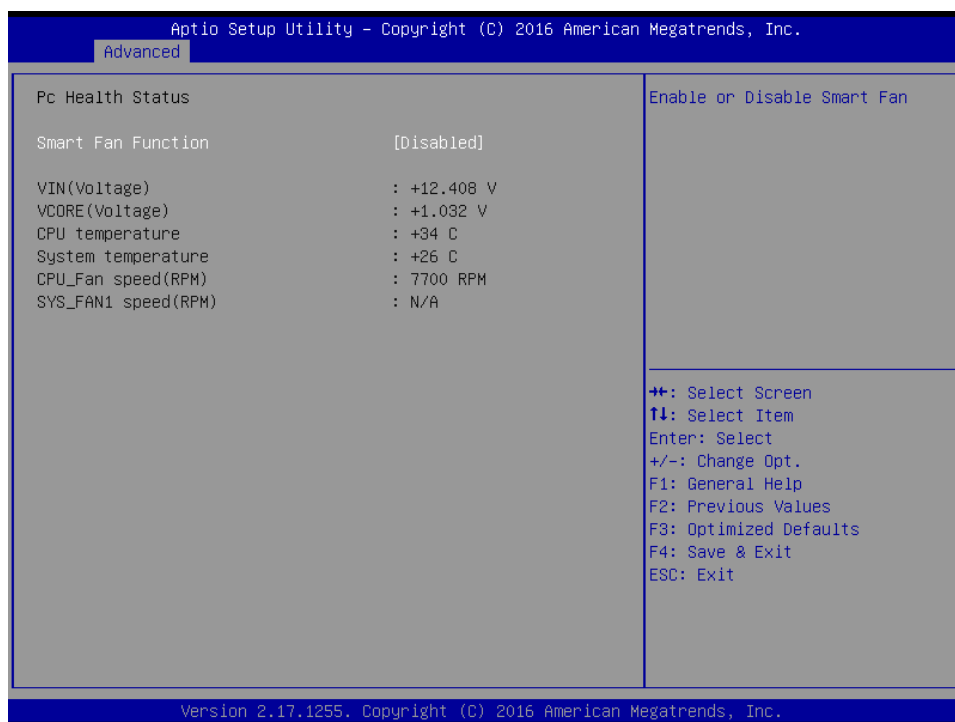 Aptio Setup Utility – Copyright (C) 2016 American Megatrends, Inc.
Advanced
Pc Health Status
Smart Fan Function [Disabled]
VIN(Voltage) : +12.408 V
VCORE(Voltage) : +1.032 V
CPU temperature : +34 C
System temperature : +26 C
CPU_Fan speed(RPM) : 7700 RPM
SYS_FAN1 speed(RPM) : N/A
Enable or Disable Smart Fan
→←: Select Screen
↑↓: Select Item
Enter: Select
+/-: Change Opt.
F1: General Help
F2: Previous Values
F3: Optimized Defaults
F4: Save & Exit
ESC: Exit
Version 2.17.1255. Copyright (C) 2016 American Megatrends, Inc.